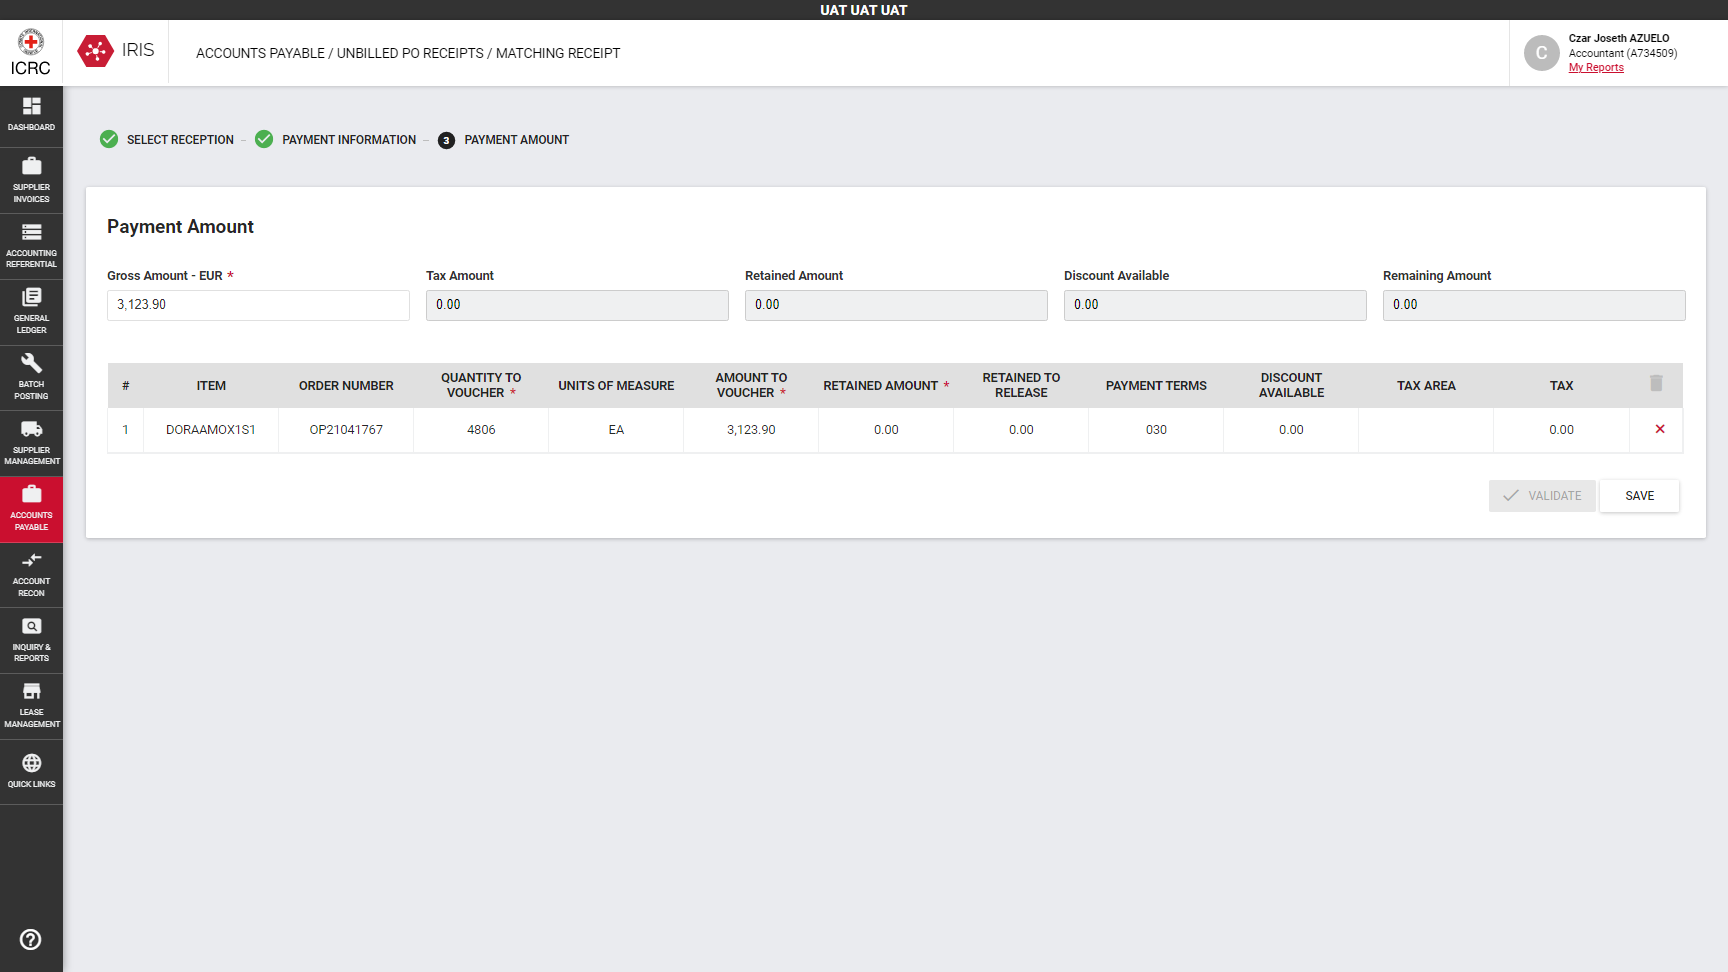 UAT UAT UAT
ICRC
IRIS
ACCOUNTS PAYABLE / UNBILLED PO RECEIPTS / MATCHING RECEIPT
C
Czar Joseth AZUELO
Accountant (A734509)
My Reports
DASHBOARD
SUPPLIER
INVOICES
ACCOUNTING
REFERENTIAL
GENERAL
LEDGER
BATCH
POSTING
SUPPLIER
MANAGEMENT
ACCOUNTS
PAYABLE
ACCOUNT
RECON
INQUIRY &
REPORTS
LEASE
MANAGEMENT
QUICK LINKS
SELECT RECEPTION – PAYMENT INFORMATION – 3 PAYMENT AMOUNT
Payment Amount
Gross Amount - EUR * Tax Amount Retained Amount Discount Available Remaining Amount
3,123.90 0.00 0.00 0.00 0.00
# ITEM ORDER NUMBER QUANTITY TO VOUCHER * UNITS OF MEASURE AMOUNT TO VOUCHER * RETAINED AMOUNT * RETAINED TO RELEASE PAYMENT TERMS DISCOUNT AVAILABLE TAX AREA TAX
1 DORAAMOX1S1 OP21041767 4806 EA 3,123.90 0.00 0.00 030 0.00 0.00
VALIDATE SAVE